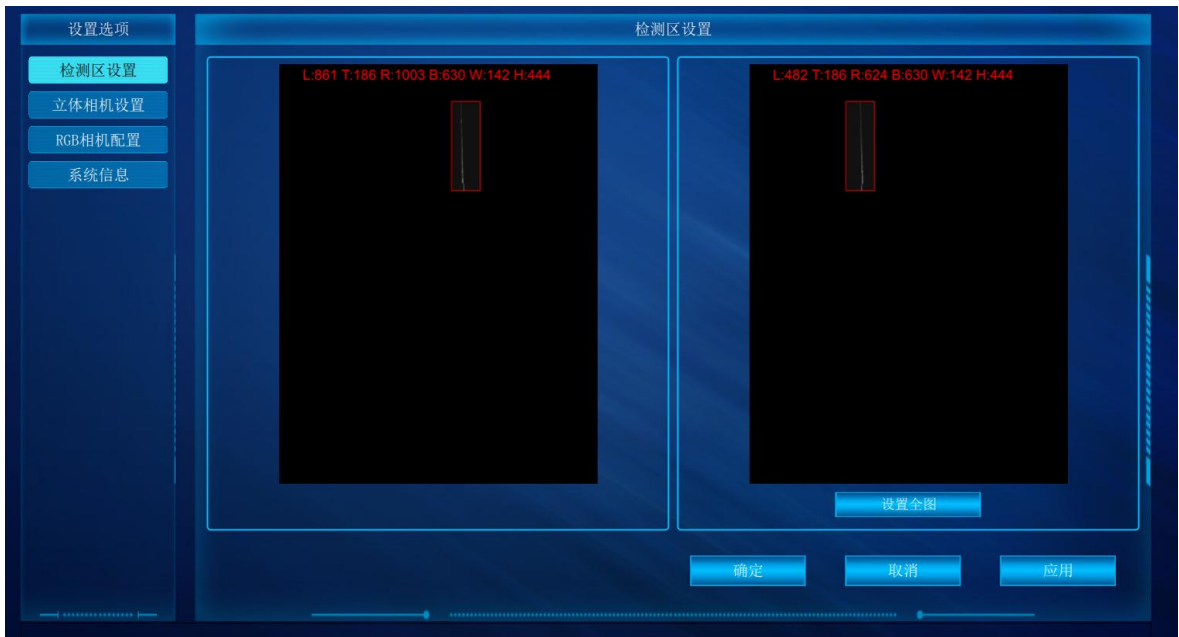 设置选项
检测区设置
立体相机设置
RGB相机配置
系统信息
检测区设置
L:861 T:186 R:1003 B:630 W:142 H:444
L:482 T:186 R:624 B:630 W:142 H:444
设置全图
确定
取消
应用